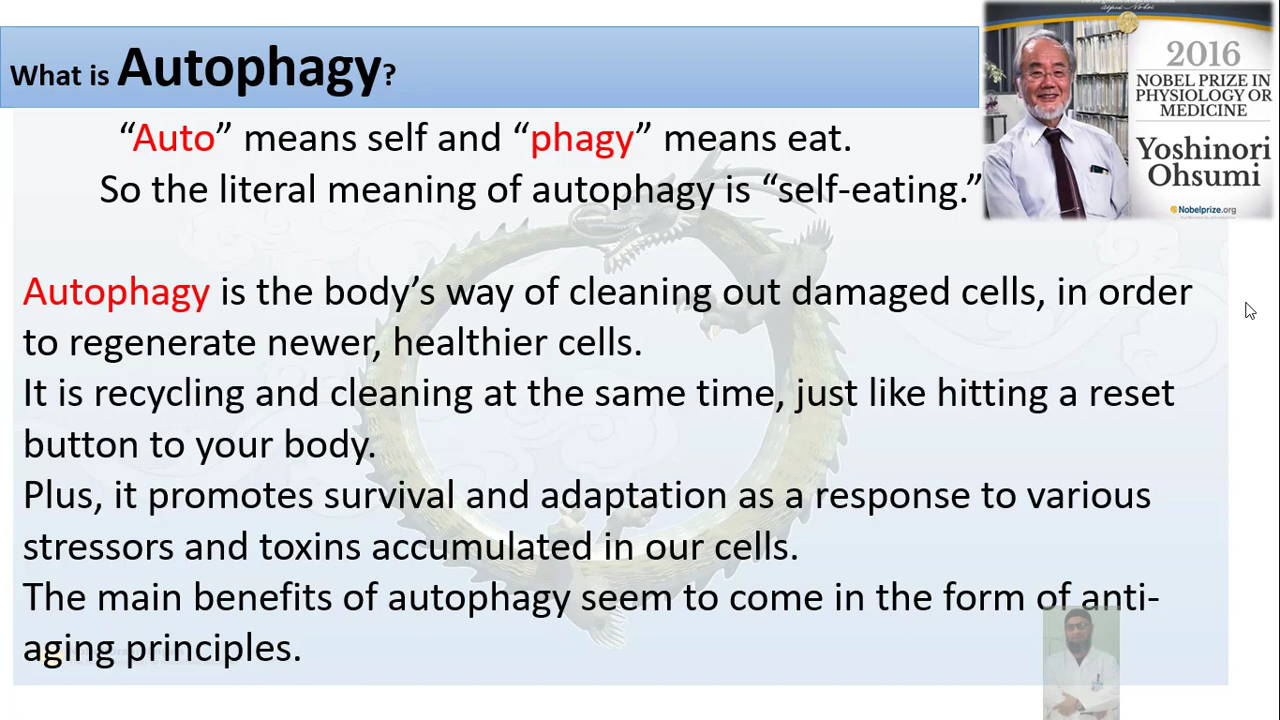 What is Autophagy?
“Auto” means self and “phagy” means eat.
So the literal meaning of autophagy is “self-eating.”
2016
NOBEL PRIZE IN
PHYSIOLOGY OR
MEDICINE
Yoshinori
Ohsumi
Nobelprize.org
Autophagy is the body’s way of cleaning out damaged cells, in order
to regenerate newer, healthier cells.
It is recycling and cleaning at the same time, just like hitting a reset
button to your body.
Plus, it promotes survival and adaptation as a response to various
stressors and toxins accumulated in our cells.
The main benefits of autophagy seem to come in the form of anti-
aging principles.